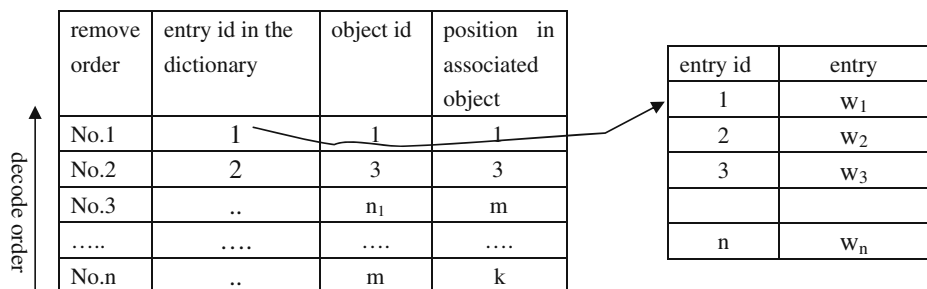 remove order	entry id in the dictionary	object id	position in associated object
No.1	1	1	1
No.2	2	3	3
No.3	..	n₁	m
.....	....	....	....
No.n	..	m	k
decode order
entry id	entry
1	w₁
2	w₂
3	w₃
n	wₙ